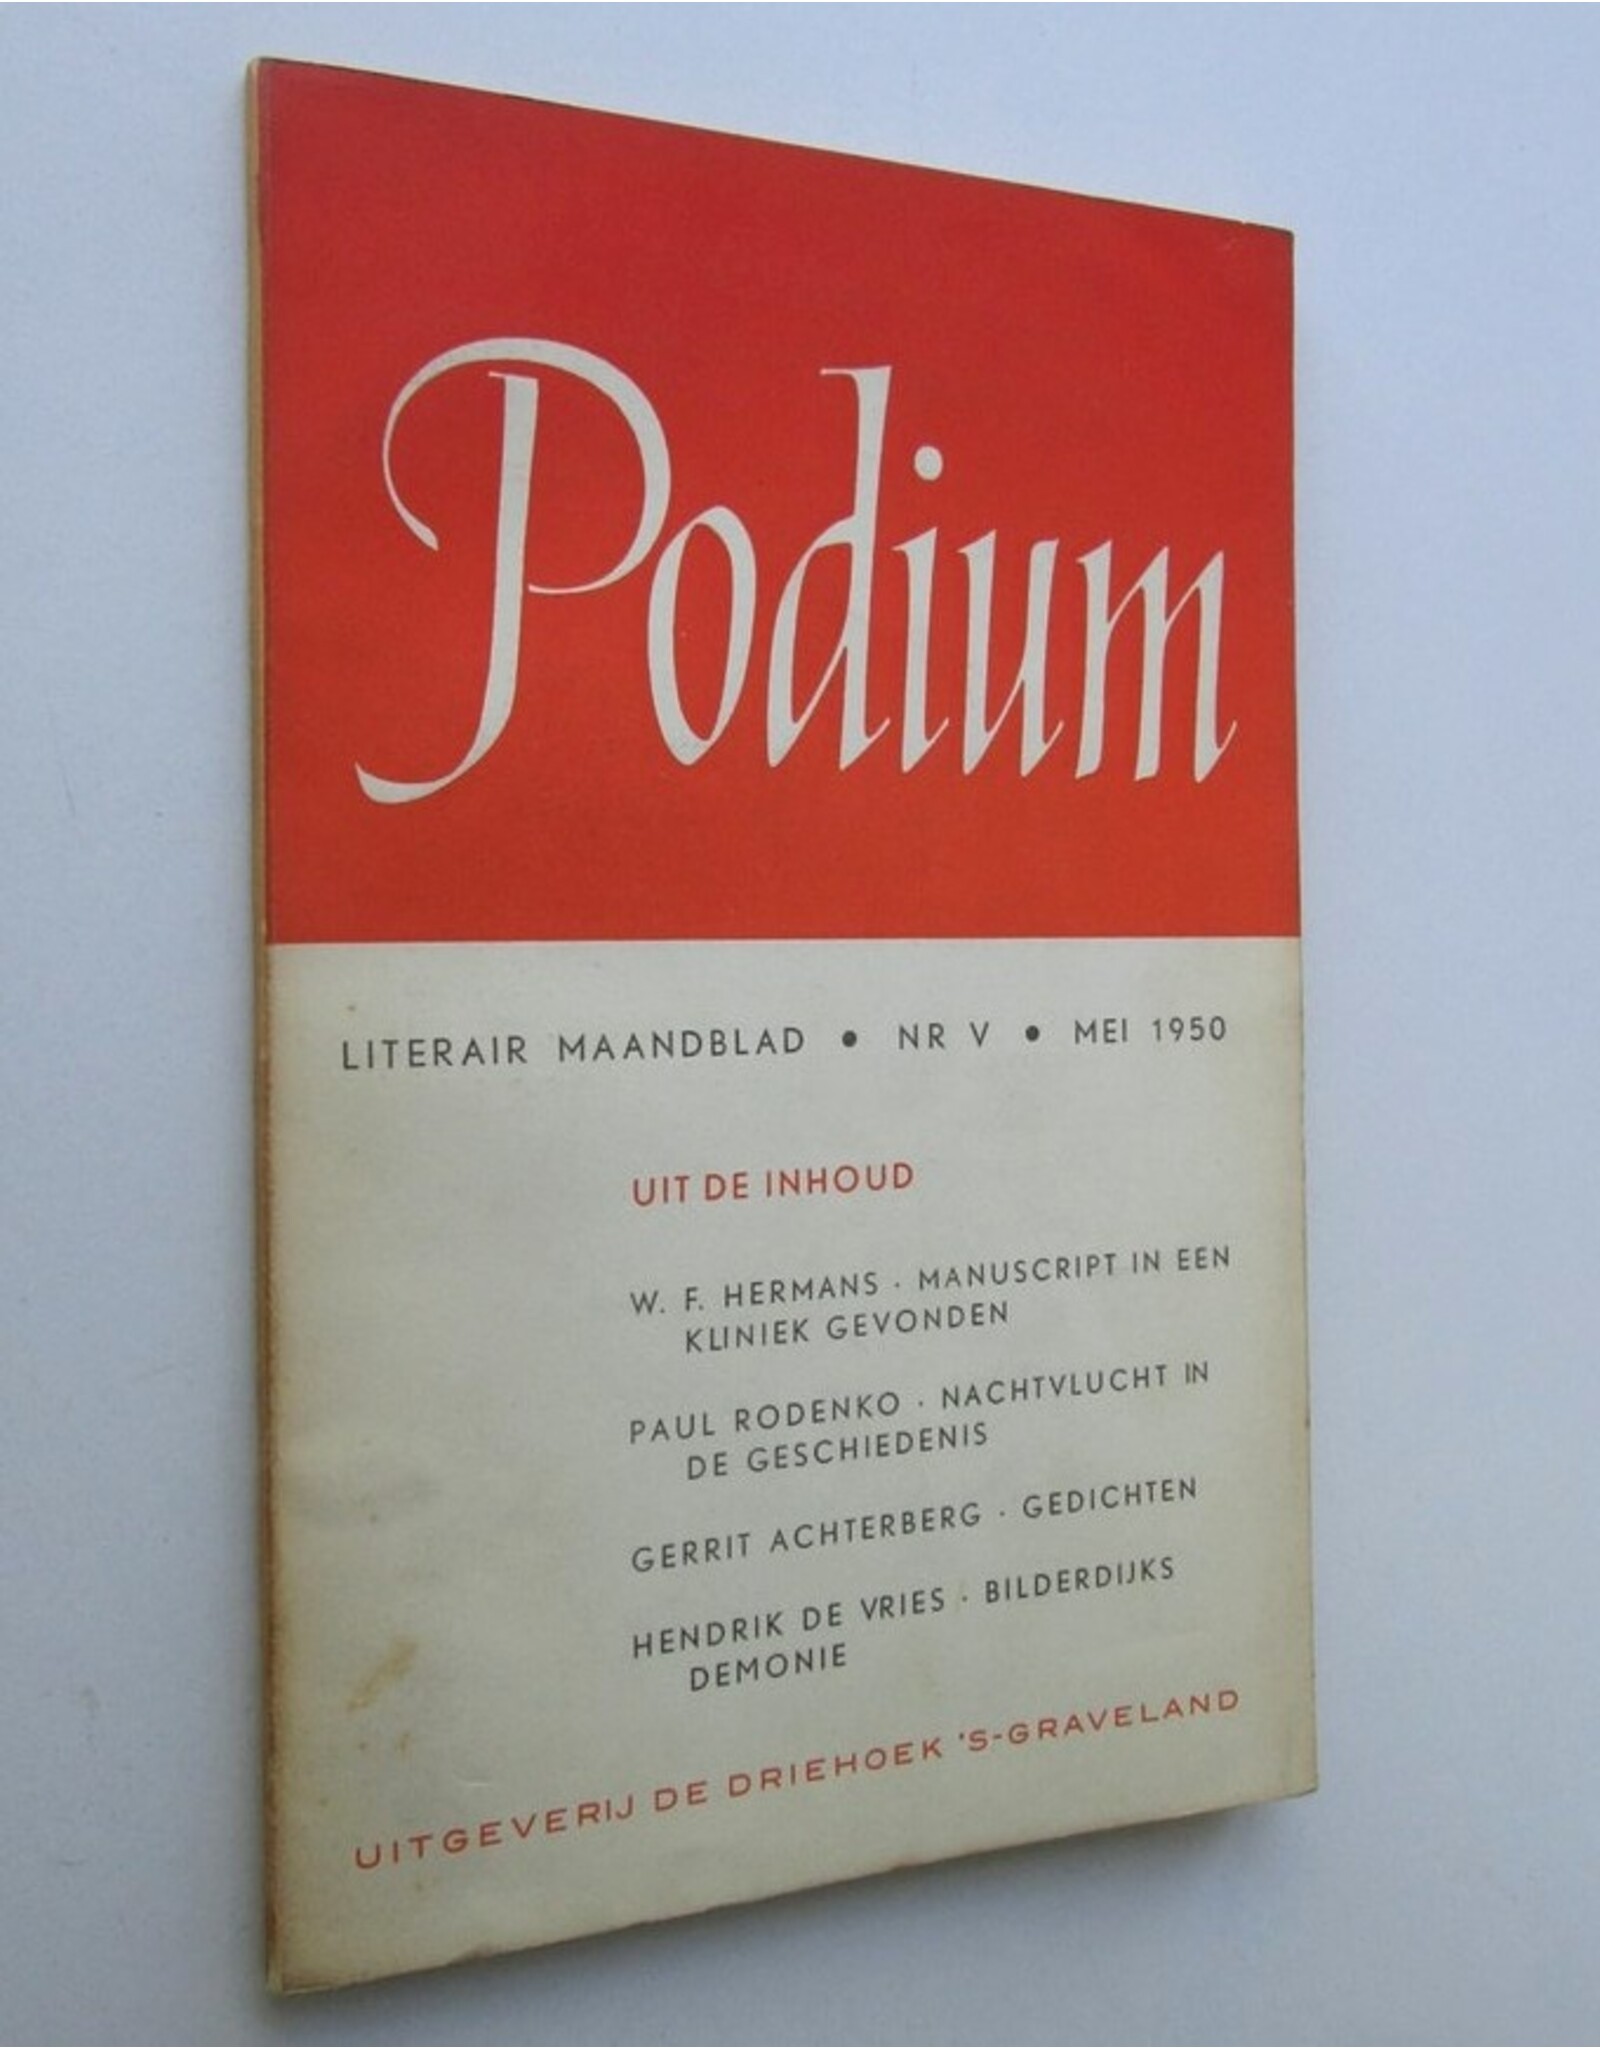 Podium
LITERAIR MAANDBLAD • NR V • MEI 1950
UIT DE INHOUD
W. F. HERMANS · MANUSCRIPT IN EEN
KLINIEK GEVONDEN
PAUL RODENKO · NACHTVLUCHT IN
DE GESCHIEDENIS
GERRIT ACHTERBERG · GEDICHTEN
HENDRIK DE VRIES · BILDERDIJKS
DEMONIE
UITGEVERIJ DE DRIEHOEK 'S-GRAVELAND